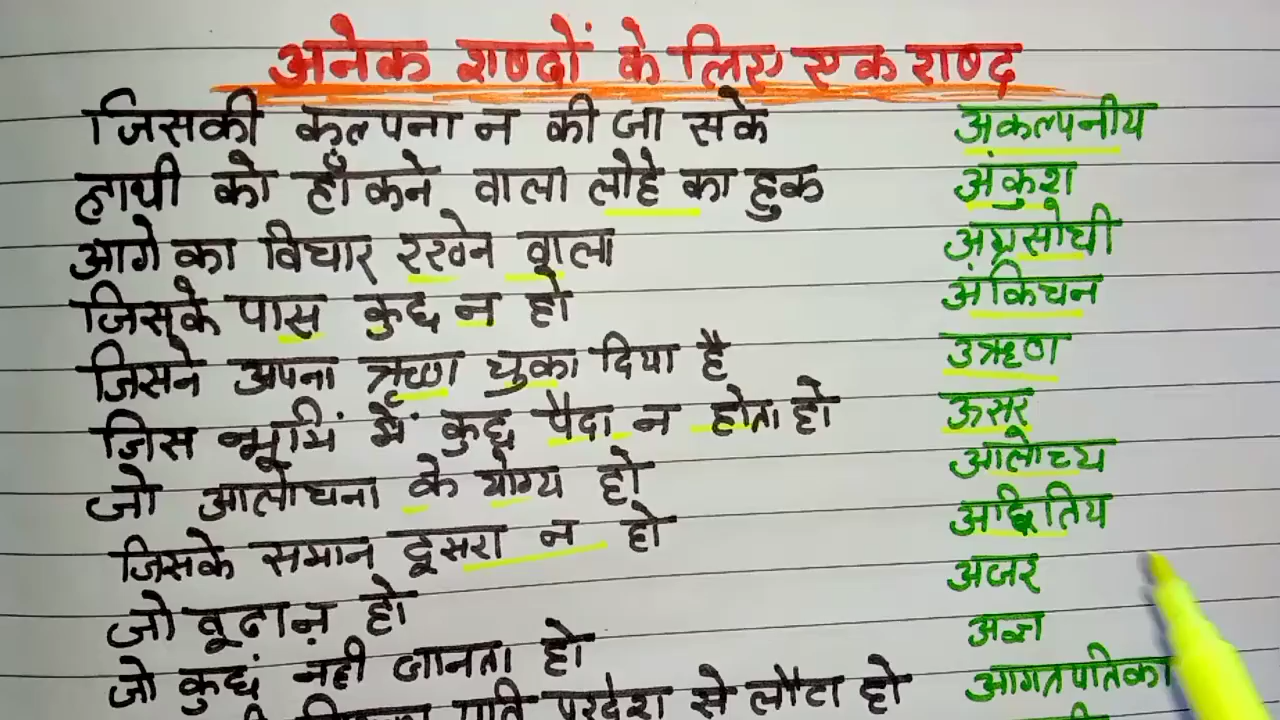 अनेक शब्दों के लिए एक शब्द
जिसकी कल्पना न की जा सके अकल्पनीय
हाथी को हाँकने वाला लोहे का हुक अंकुश
आगे का विचार रखने वाला अग्रसोची
जिसके पास कुछ न हो अंकिचन
जिसने अपना ऋण चुका दिया है उऋण
जिस भूमि में कुछ पैदा न होता हो ऊसर
जो आलोचना के योग्य हो आलोच्य
जिसके समान दूसरा न हो अद्वितिय
जो बूढा न हो अजर
जो कुछ नही जानता हो अज्ञ
पति परदेश से लौटा हो आगतपतिका